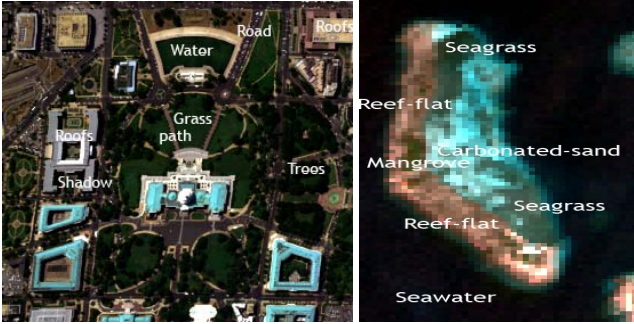 Roofs
Road
Water
Grass
path
Roofs
Trees
Shadow
Seagrass
Reef-flat
Carbonated-sand
Mangrove
Seagrass
Reef-flat
Seawater